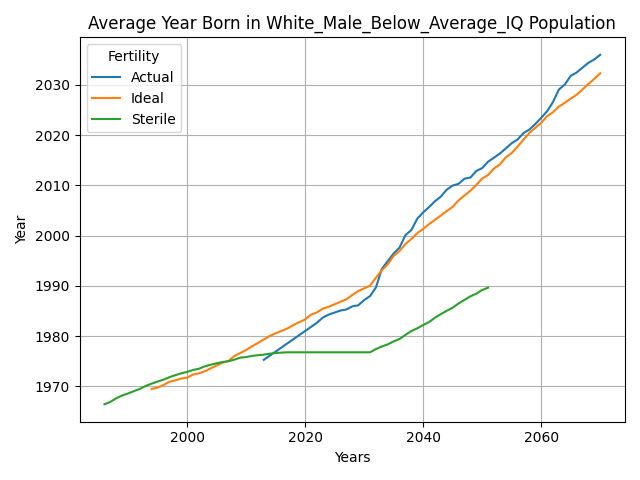 Average Year Born in White_Male_Below_Average_IQ Population
Fertility
Actual
Ideal
Sterile
2030
2020
2010
2000
1990
1980
1970
Year
2000
2020
2040
2060
Years